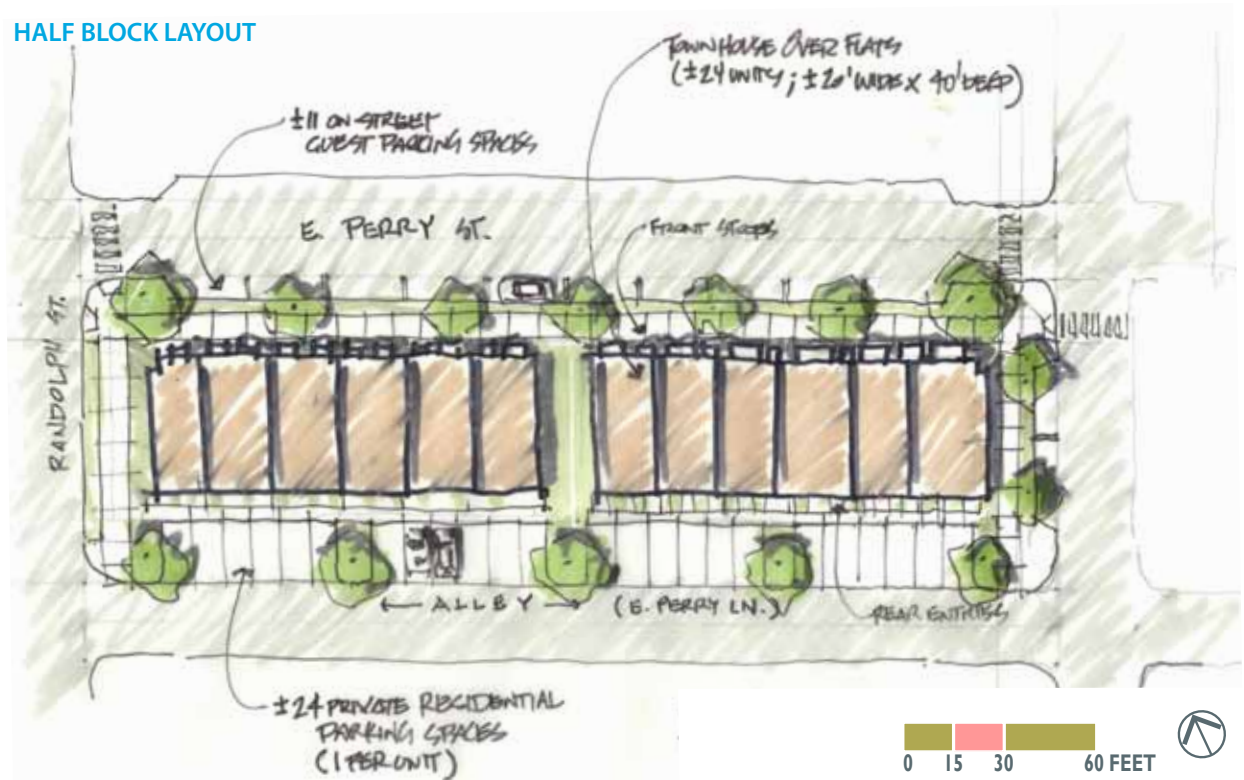 HALF BLOCK LAYOUT
TOWNHOUSE OVER FLATS
(±24 UNITS; ±20' WIDE X 40' DEEP)
±11 ON STREET
GUEST PARKING SPACES
E. PERRY ST.
FRONT STOOPS
RANDOLPH ST.
← ALLEY → (E. PERRY LN.)
REAR ENTRIES
±24 PRIVATE RESIDENTIAL
PARKING SPACES
(1 PER UNIT)
0 15 30 60 FEET